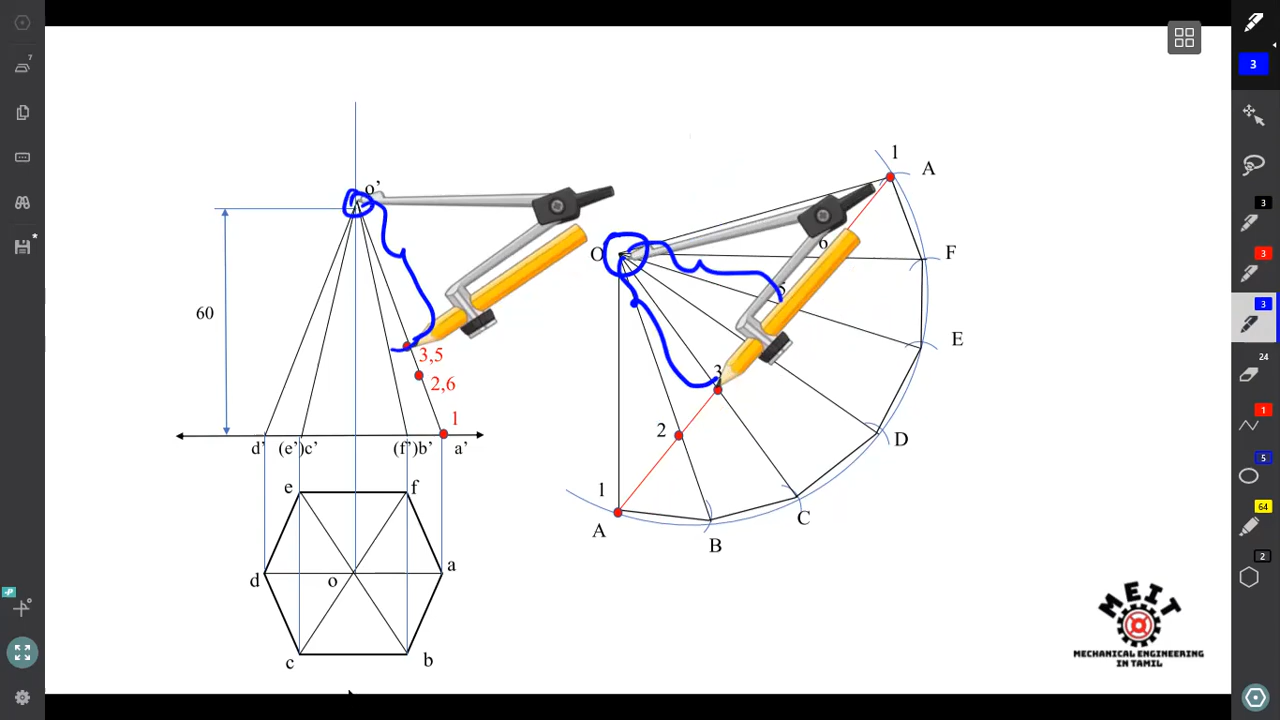 7
3
o'
1
A
6
O
F
60
5
3
3,5
2,6
E
3
3
24
1
2
D
1
d' (e')c' (f')b' a'
5
e f
1
C
64
A
B
2
d o a
c b
MEIT
MECHANICAL ENGINEERING
IN TAMIL